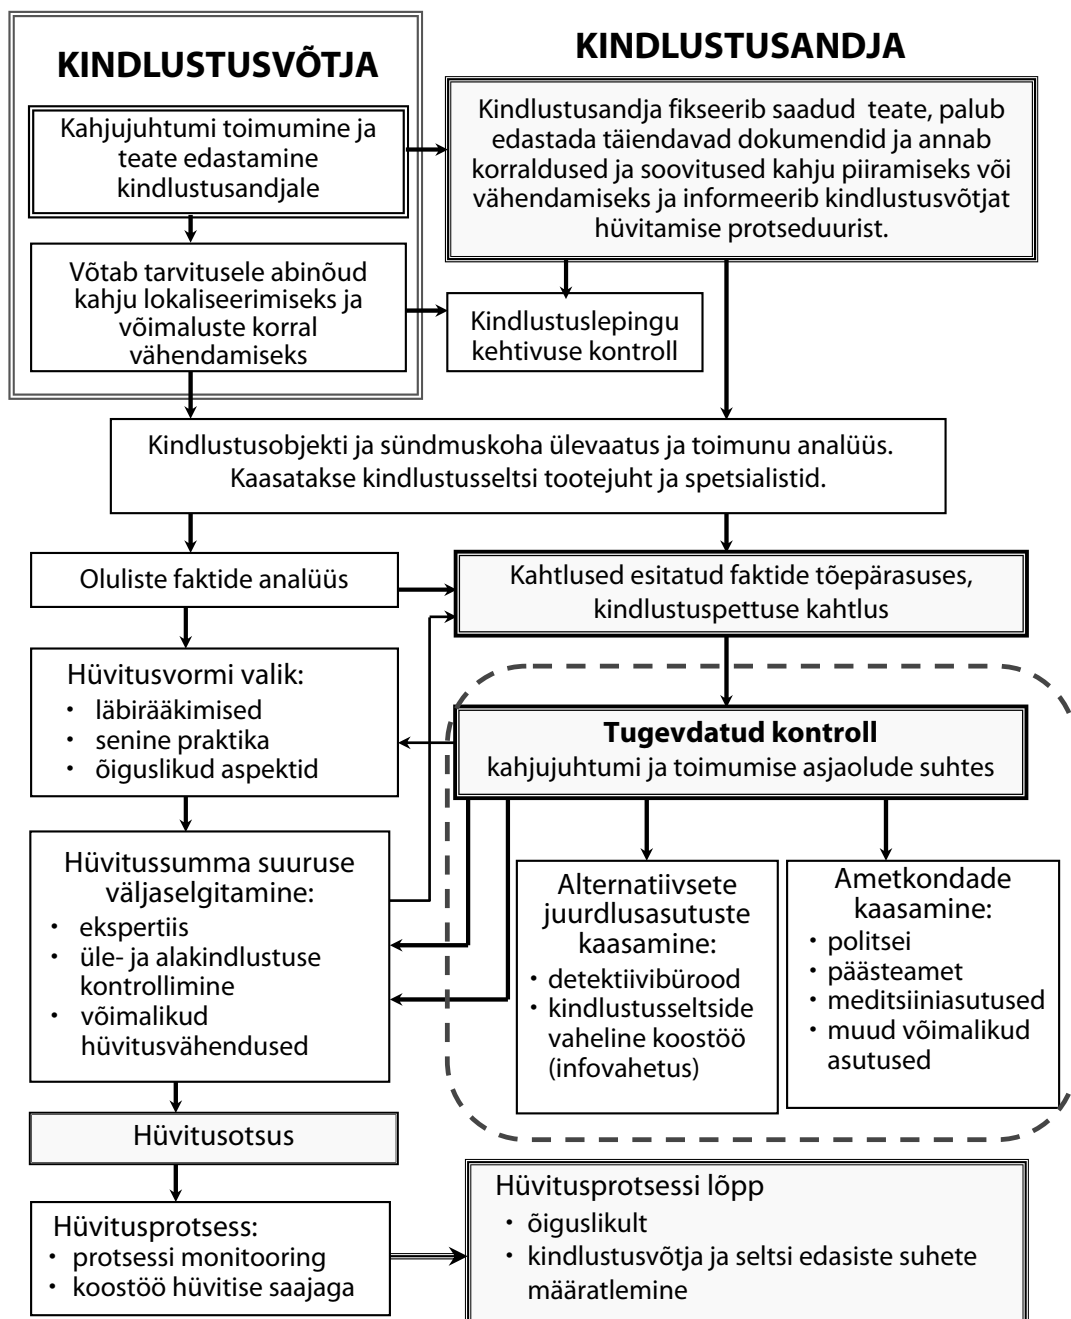 KINDLUSTUSVÕTJA
KINDLUSTUSANDJA
Kahjujuhtumi toimumine ja
teate edastamine
kindlustusandjale
Kindlustusandja fikseerib saadud teate, palub
edastada täiendavad dokumendid ja annab
korraldused ja soovitused kahju piiramiseks või
vähendamiseks ja informeerib kindlustusvõtjat
hüvitamise protseduurist.
Võtab tarvitusele abinõud
kahju lokaliseerimiseks ja
võimaluste korral
vähendamiseks
Kindlustuslepingu
kehtivuse kontroll
Kindlustusobjekti ja sündmuskoha ülevaatus ja toimunu analüüs.
Kaasatakse kindlustusseltsi tootejuht ja spetsialistid.
Oluliste faktide analüüs
Kahtlused esitatud faktide tõepärasuses,
kindlustuspettuse kahtlus
Hüvitusvormi valik:
• läbirääkimised
• senine praktika
• õiguslikud aspektid
Tugevdatud kontroll
kahjujuhtumi ja toimumise asjaolude suhtes
Hüvitussumma suuruse
väljaselgitamine:
• ekspertiis
• üle- ja alakindlustuse
kontrollimine
• võimalikud
hüvitusvähendused
Alternatiivsete
juurdlusasutuste
kaasamine:
• detektiivibürood
• kindlustusseltside
vaheline koostöö
(infovahetus)
Ametkondade
kaasamine:
• politsei
• päästeamet
• meditsiiniasutused
• muud võimalikud
asutused
Hüvitusotsus
Hüvitusprotsess:
• protsessi monitooring
• koostöö hüvitise saajaga
Hüvitusprotsessi lõpp
• õiguslikult
• kindlustusvõtja ja seltsi edasiste suhete
määratlemine